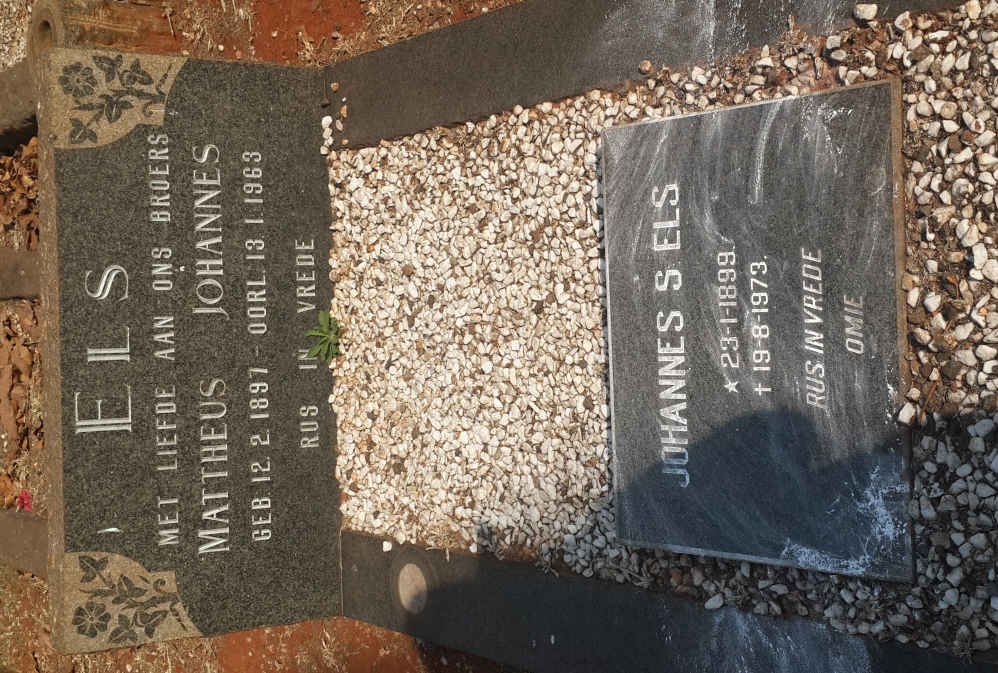 ELS
MET LIEFDE AAN ONS BROERS
MATTHEUS JOHANNES
GEB 12.2.1897 - OORL.13.1.1963
RUS IN VREDE
JOHANNES S ELS
★ 23-1-1899
† 19-8-1973.
RUS IN VREDE
OMIE